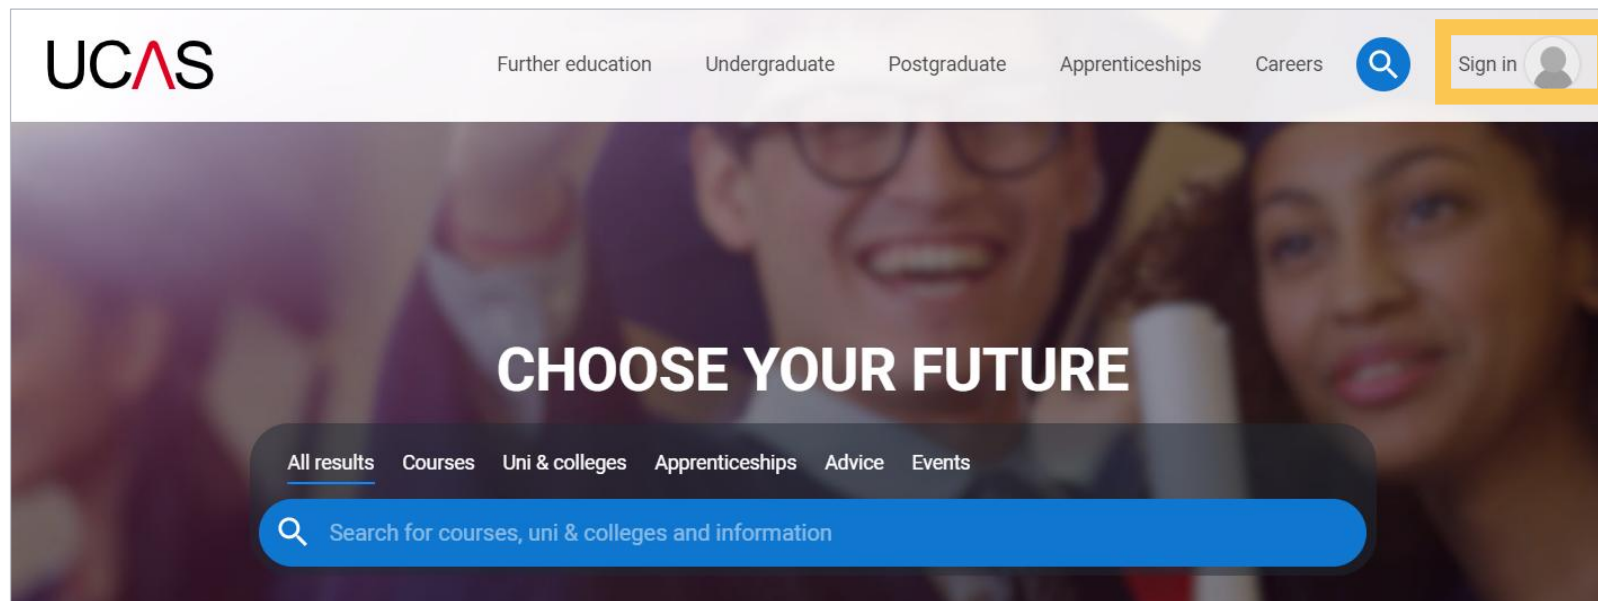 UCAS Further education Undergraduate Postgraduate Apprenticeships Careers Sign in
CHOOSE YOUR FUTURE
All results Courses Uni & colleges Apprenticeships Advice Events
Search for courses, uni & colleges and information